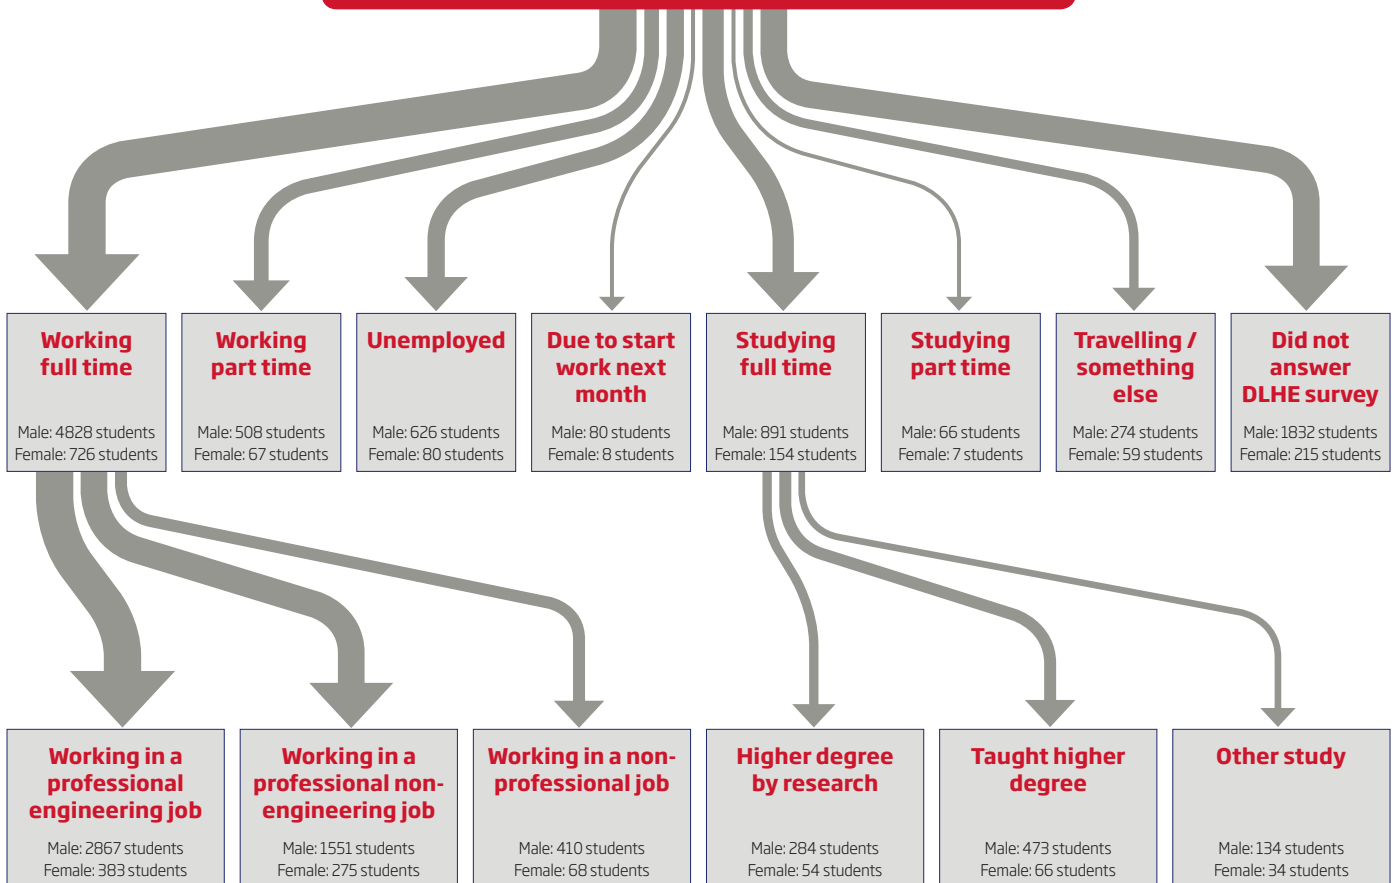 Working
full time
Male: 4828 students
Female: 726 students
Working
part time
Male: 508 students
Female: 67 students
Unemployed
Male: 626 students
Female: 80 students
Due to start
work next
month
Male: 80 students
Female: 8 students
Studying
full time
Male: 891 students
Female: 154 students
Studying
part time
Male: 66 students
Female: 7 students
Travelling /
something
else
Male: 274 students
Female: 59 students
Did not
answer
DLHE survey
Male: 1832 students
Female: 215 students
Working in a
professional
engineering job
Male: 2867 students
Female: 383 students
Working in a
professional non-
engineering job
Male: 1551 students
Female: 275 students
Working in a non-
professional job
Male: 410 students
Female: 68 students
Higher degree
by research
Male: 284 students
Female: 54 students
Taught higher
degree
Male: 473 students
Female: 66 students
Other study
Male: 134 students
Female: 34 students